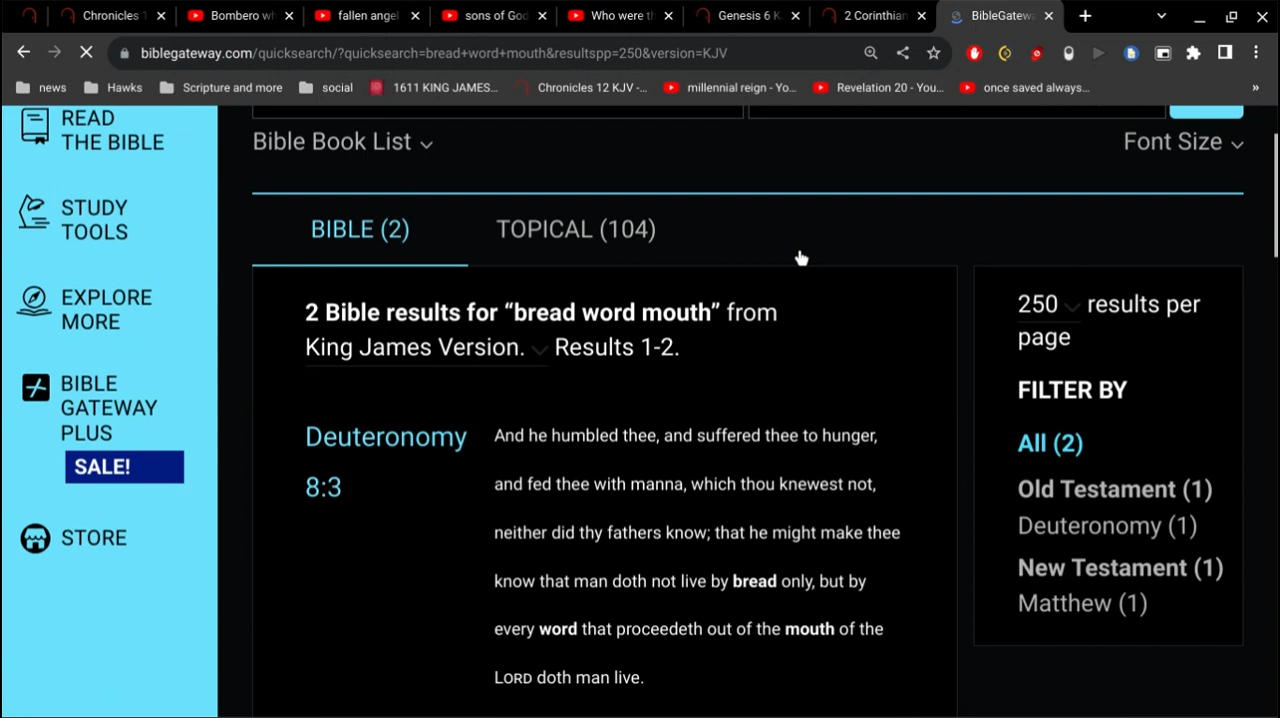 Chronicles 1
Bombero wh
fallen angel
sons of God
Who were th
Genesis 6 K
2 Corinthian
BibleGatew
biblegateway.com/quicksearch/?quicksearch=bread+word+mouth&resultspp=250&version=KJV
news
Hawks
Scripture and more
social
1611 KING JAMES...
Chronicles 12 KJV -...
millennial reign - Yo...
Revelation 20 - You...
once saved always...
»
READ
THE BIBLE
STUDY
TOOLS
EXPLORE
MORE
BIBLE
GATEWAY
PLUS
SALE!
STORE
Bible Book List
Font Size
BIBLE (2)
TOPICAL (104)
2 Bible results for “bread word mouth” from
King James Version. Results 1-2.
Deuteronomy
8:3
And he humbled thee, and suffered thee to hunger,
and fed thee with manna, which thou knewest not,
neither did thy fathers know; that he might make thee
know that man doth not live by bread only, but by
every word that proceedeth out of the mouth of the
LORD doth man live.
250 results per
page
FILTER BY
All (2)
Old Testament (1)
Deuteronomy (1)
New Testament (1)
Matthew (1)